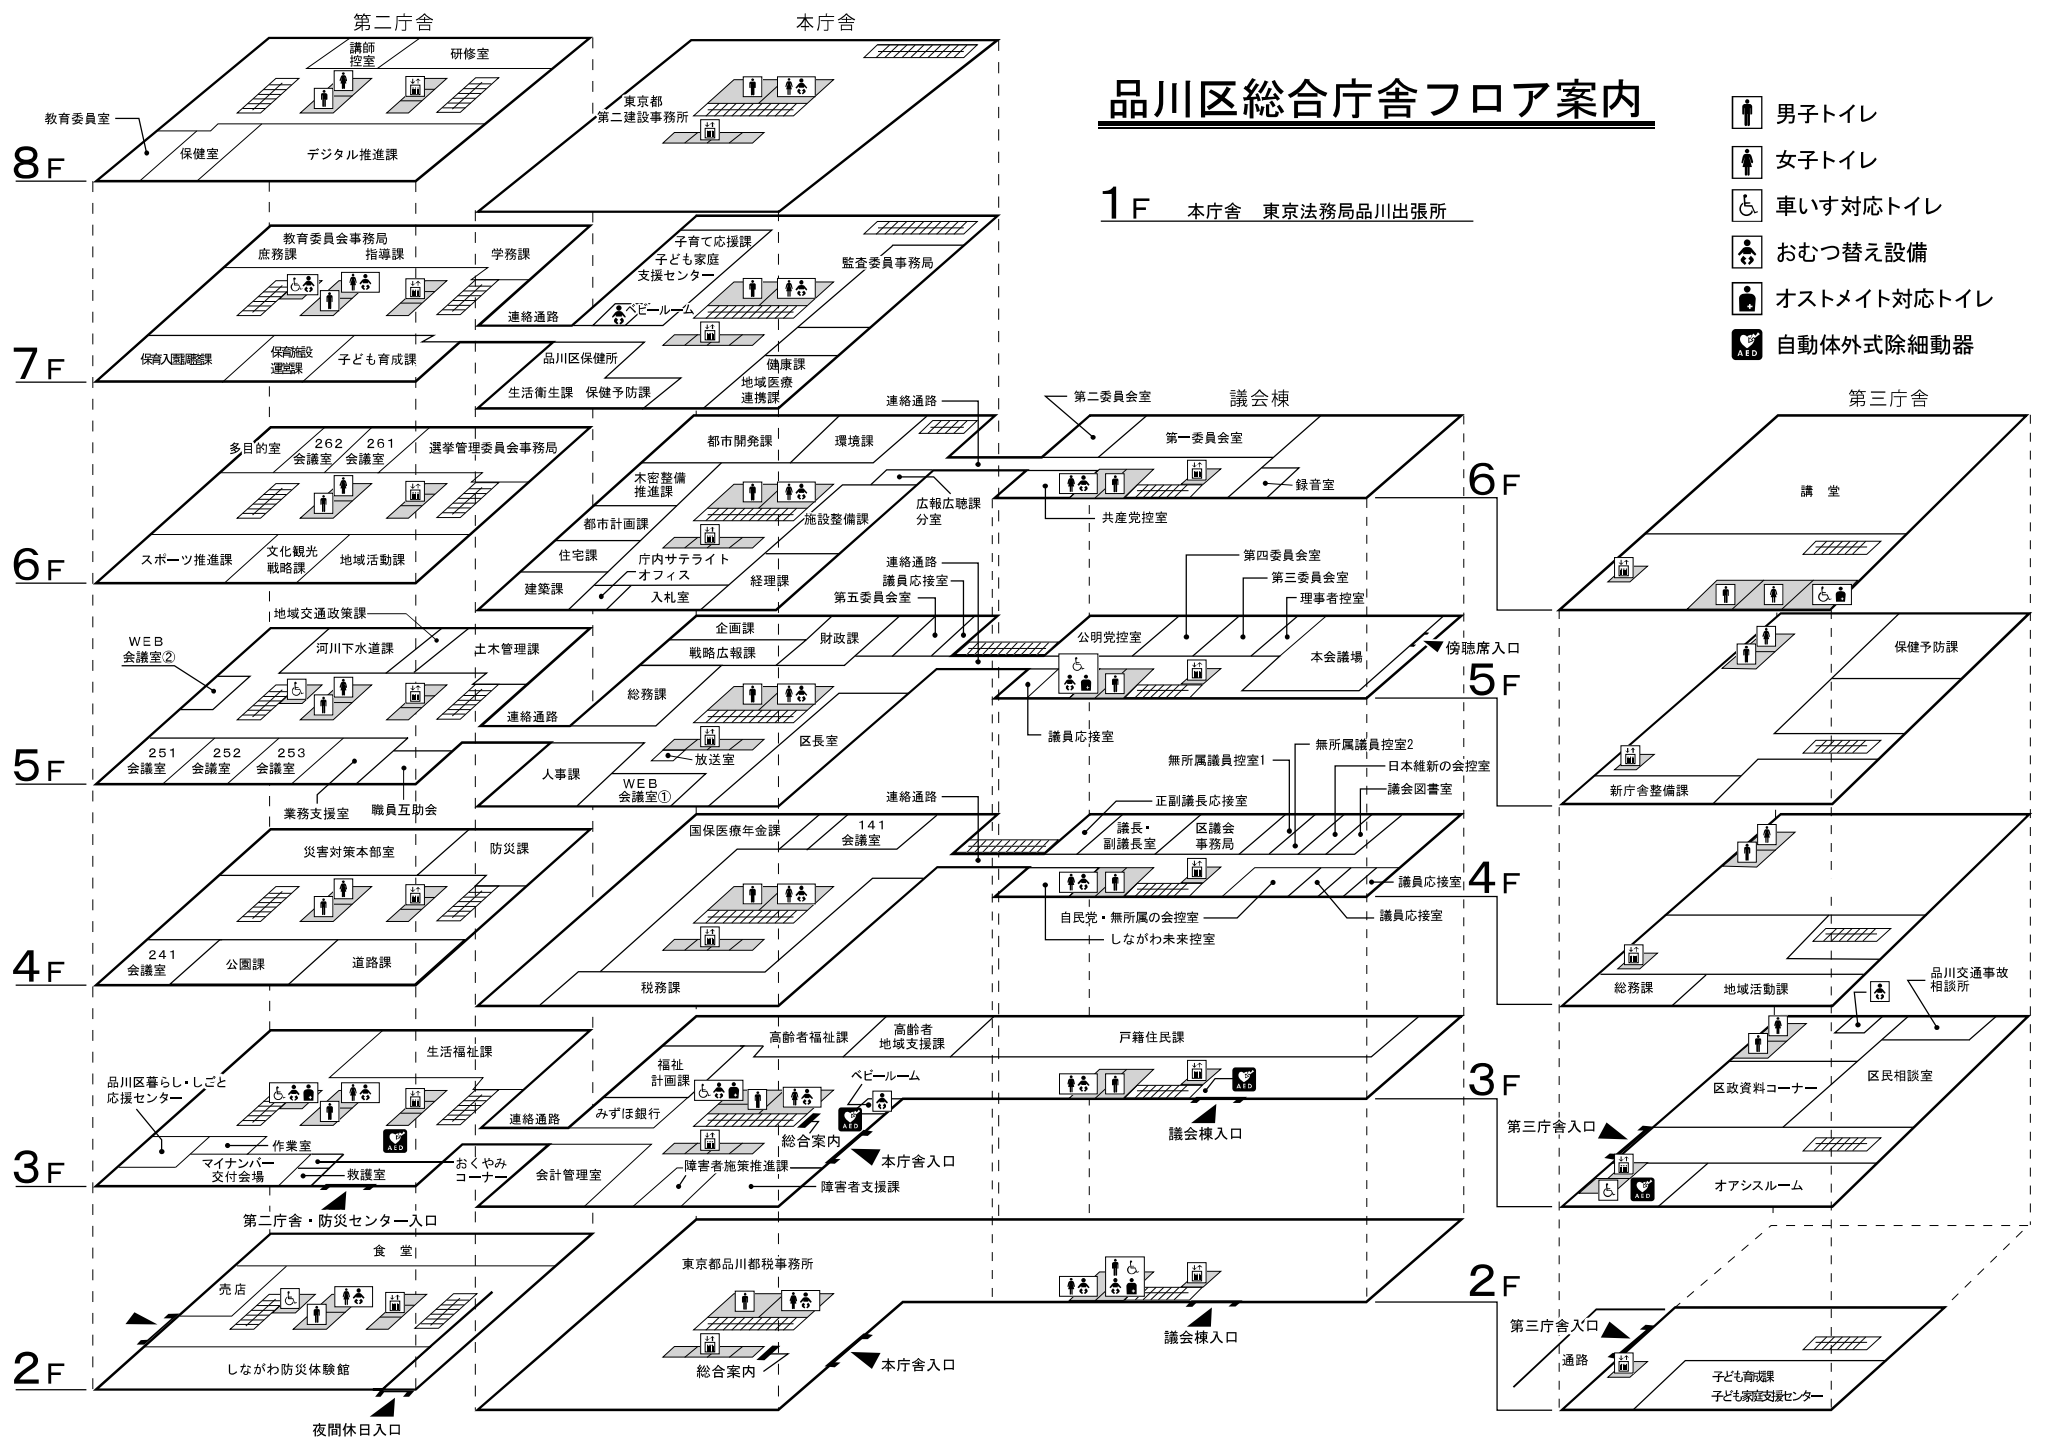 品川区総合庁舎フロア案内
1F 本庁舎 東京法務局品川出張所
男子トイレ
女子トイレ
車いす対応トイレ
おむつ替え設備
オストメイト対応トイレ
自動体外式除細動器
AED
第二庁舎
8F
講師
控室
研修室
教育委員室
保健室
デジタル推進課
7F
教育委員会事務局
庶務課
指導課
学務課
連絡通路
保育入園調整課
保育施設
運営課
子ども育成課
6F
多目的室
262
会議室
261
会議室
選挙管理委員会事務局
スポーツ推進課
文化観光
戦略課
地域活動課
5F
地域交通政策課
WEB
会議室②
河川下水道課
土木管理課
連絡通路
251
会議室
252
会議室
253
会議室
業務支援室
職員互助会
4F
災害対策本部室
防災課
241
会議室
公園課
道路課
3F
生活福祉課
品川区暮らし・しごと
応援センター
連絡通路
作業室
マイナンバー
交付会場
救護室
おくやみ
コーナー
AED
第二庁舎・防災センター入口
2F
食堂
売店
しながわ防災体験館
夜間休日入口
本庁舎
東京都
第二建設事務所
子育て応援課
子ども家庭
支援センター
監査委員事務局
ベビールーム
品川区保健所
生活衛生課
保健予防課
健康課
地域医療
連携課
都市開発課
環境課
木密整備
推進課
都市計画課
住宅課
建築課
庁内サテライト
オフィス
入札室
施設整備課
経理課
広報広聴課
分室
連絡通路
企画課
戦略広報課
財政課
第五委員会室
議員応接室
連絡通路
総務課
放送室
区長室
人事課
WEB
会議室①
国保医療年金課
141
会議室
連絡通路
税務課
高齢者福祉課
高齢者
地域支援課
戸籍住民課
福祉
計画課
みずほ銀行
ベビールーム
AED
総合案内
本庁舎入口
会計管理室
障害者施策推進課
障害者支援課
AED
議会棟入口
東京都品川都税事務所
総合案内
本庁舎入口
議会棟入口
議会棟
6F
第二委員会室
第一委員会室
録音室
共産党控室
5F
第四委員会室
第三委員会室
理事者控室
公明党控室
本会議場
傍聴席入口
議員応接室
4F
無所属議員控室1
無所属議員控室2
日本維新の会控室
議会図書室
正副議長応接室
議長・
副議長室
区議会
事務局
議員応接室
議員応接室
自民党・無所属の会控室
しながわ未来控室
3F
2F
第三庁舎
講堂
保健予防課
新庁舎整備課
総務課
地域活動課
品川交通事故
相談所
区政資料コーナー
区民相談室
第三庁舎入口
AED
オアシスルーム
第三庁舎入口
通路
子ども育成課
子ども家庭支援センター